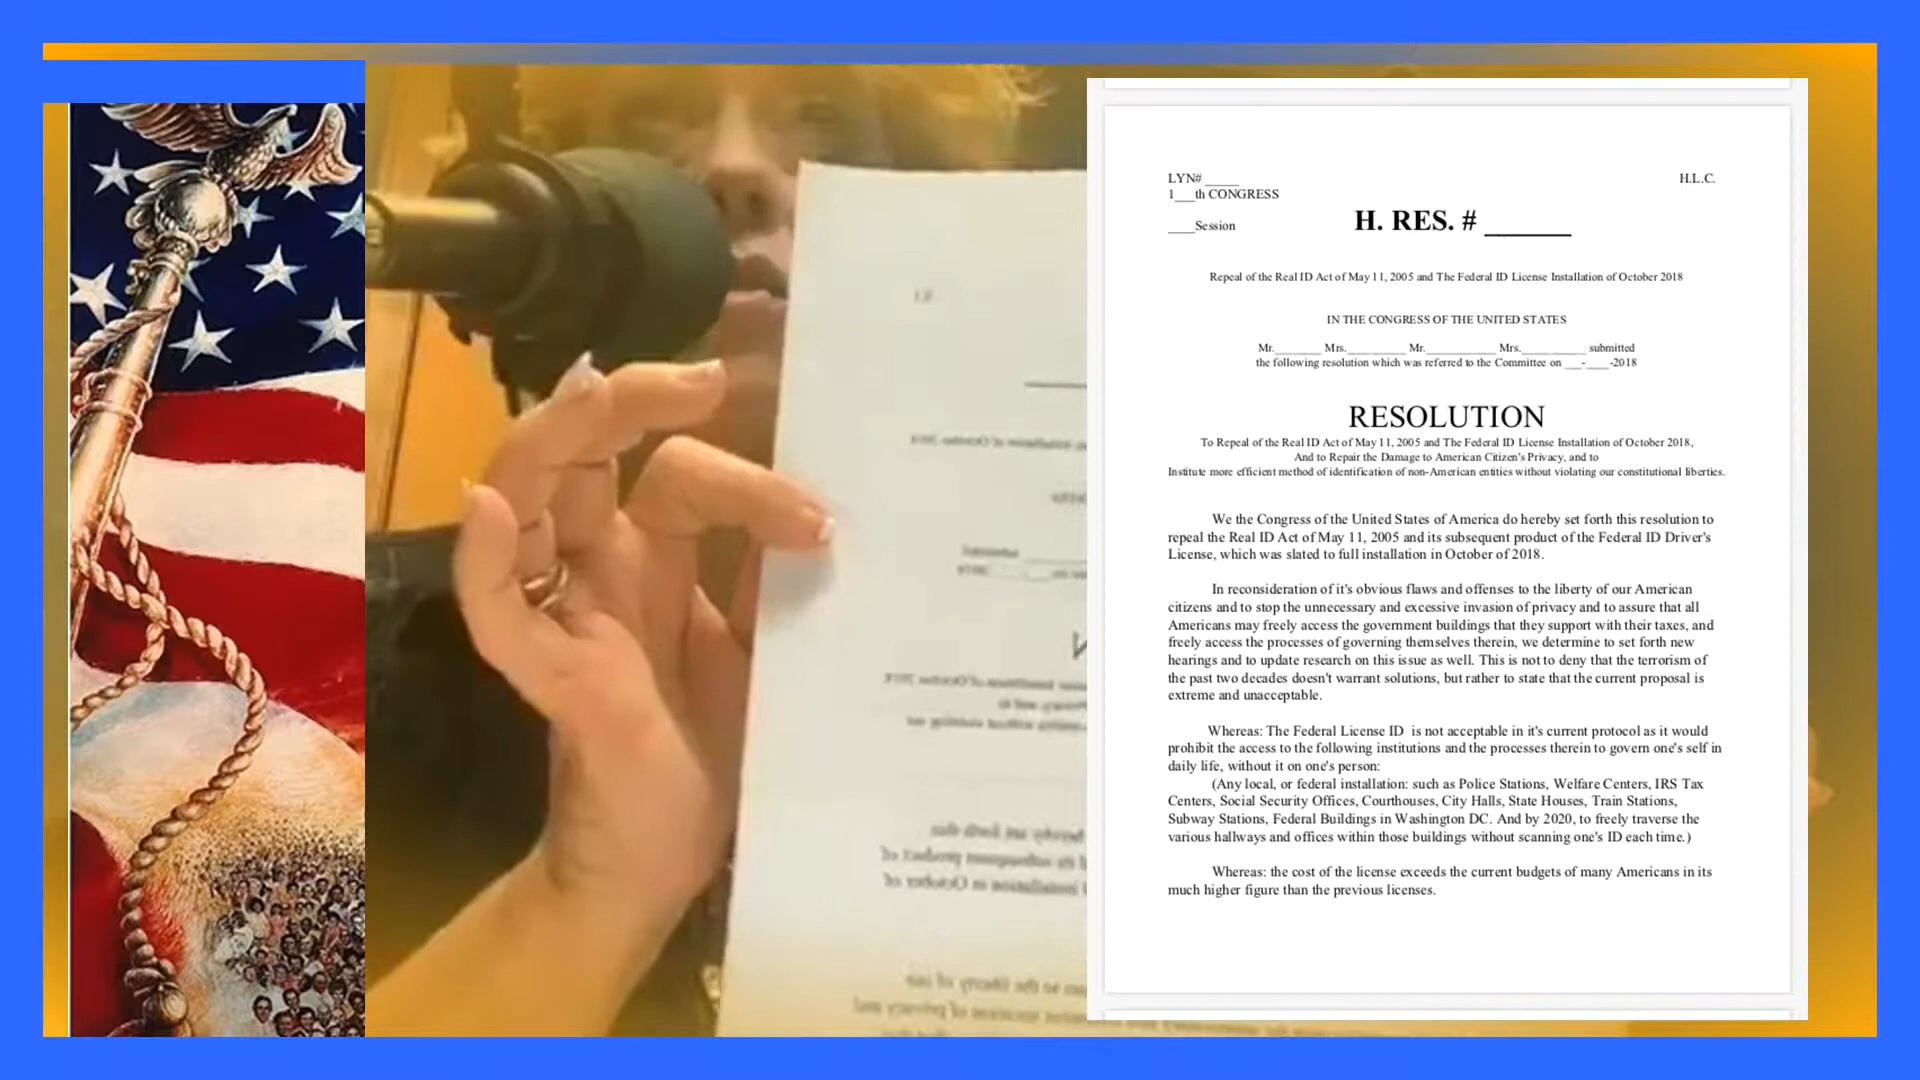 LYN# _____
H.L.C.
1___th CONGRESS
____Session
H. RES. # ______
Repeal of the Real ID Act of May 11, 2005 and The Federal ID License Installation of October 2018
IN THE CONGRESS OF THE UNITED STATES
Mr.________ Mrs.__________ Mr.____________ Mrs.___________ submitted
the following resolution which was referred to the Committee on ___-____-2018
RESOLUTION
To Repeal of the Real ID Act of May 11, 2005 and The Federal ID License Installation of October 2018,
And to Repair the Damage to American Citizen's Privacy, and to
Institute more efficient method of identification of non-American entities without violating our constitutional liberties.
We the Congress of the United States of America do hereby set forth this resolution to
repeal the Real ID Act of May 11, 2005 and its subsequent product of the Federal ID Driver's
License, which was slated to full installation in October of 2018.
In reconsideration of it's obvious flaws and offenses to the liberty of our American
citizens and to stop the unnecessary and excessive invasion of privacy and to assure that all
Americans may freely access the government buildings that they support with their taxes, and
freely access the processes of governing themselves therein, we determine to set forth new
hearings and to update research on this issue as well. This is not to deny that the terrorism of
the past two decades doesn't warrant solutions, but rather to state that the current proposal is
extreme and unacceptable.
Whereas: The Federal License ID is not acceptable in it's current protocol as it would
prohibit the access to the following institutions and the processes therein to govern one's self in
daily life, without it on one's person:
(Any local, or federal installation: such as Police Stations, Welfare Centers, IRS Tax
Centers, Social Security Offices, Courthouses, City Halls, State Houses, Train Stations,
Subway Stations, Federal Buildings in Washington DC. And by 2020, to freely traverse the
various hallways and offices within those buildings without scanning one's ID each time.)
Whereas: the cost of the license exceeds the current budgets of many Americans in its
much higher figure than the previous licenses.